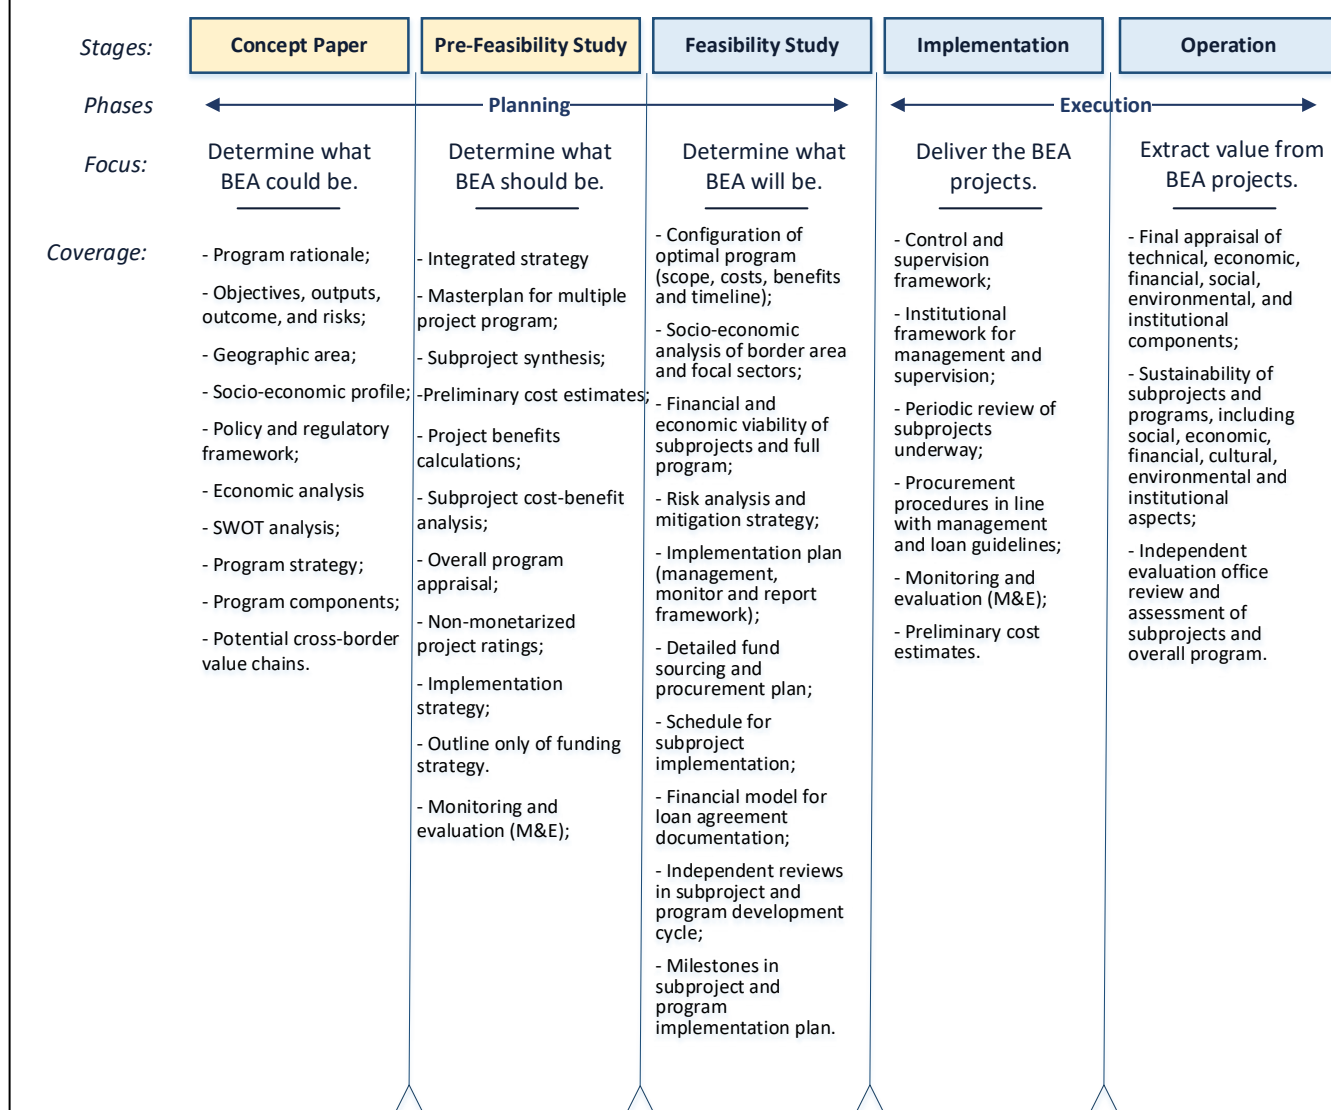 Stages:
Concept Paper
Pre-Feasibility Study
Feasibility Study
Implementation
Operation
Phases
Planning
Execution
Focus:
Determine what
BEA could be.
Determine what
BEA should be.
Determine what
BEA will be.
Deliver the BEA
projects.
Extract value from
BEA projects.
Coverage:
- Program rationale;
- Objectives, outputs,
outcome, and risks;
- Geographic area;
- Socio-economic profile;
- Policy and regulatory
framework;
- Economic analysis
- SWOT analysis;
- Program strategy;
- Program components;
- Potential cross-border
value chains.
- Integrated strategy
- Masterplan for multiple
project program;
- Subproject synthesis;
-Preliminary cost estimates;
- Project benefits
calculations;
- Subproject cost-benefit
analysis;
- Overall program
appraisal;
- Non-monetarized
project ratings;
- Implementation
strategy;
- Outline only of funding
strategy.
- Monitoring and
evaluation (M&E);
- Configuration of
optimal program
(scope, costs, benefits
and timeline);
- Socio-economic
analysis of border area
and focal sectors;
- Financial and
economic viability of
subprojects and full
program;
- Risk analysis and
mitigation strategy;
- Implementation plan
(management,
monitor and report
framework);
- Detailed fund
sourcing and
procurement plan;
- Schedule for
subproject
implementation;
- Financial model for
loan agreement
documentation;
- Independent reviews
in subproject and
program development
cycle;
- Milestones in
subproject and
program
implementation plan.
- Control and
supervision
framework;
- Institutional
framework for
management and
supervision;
- Periodic review of
subprojects
underway;
- Procurement
procedures in line
with management
and loan guidelines;
- Monitoring and
evaluation (M&E);
- Preliminary cost
estimates.
- Final appraisal of
technical, economic,
financial, social,
environmental, and
institutional
components;
- Sustainability of
subprojects and
programs, including
social, economic,
financial, cultural,
environmental and
institutional
aspects;
- Independent
evaluation office
review and
assessment of
subprojects and
overall program.